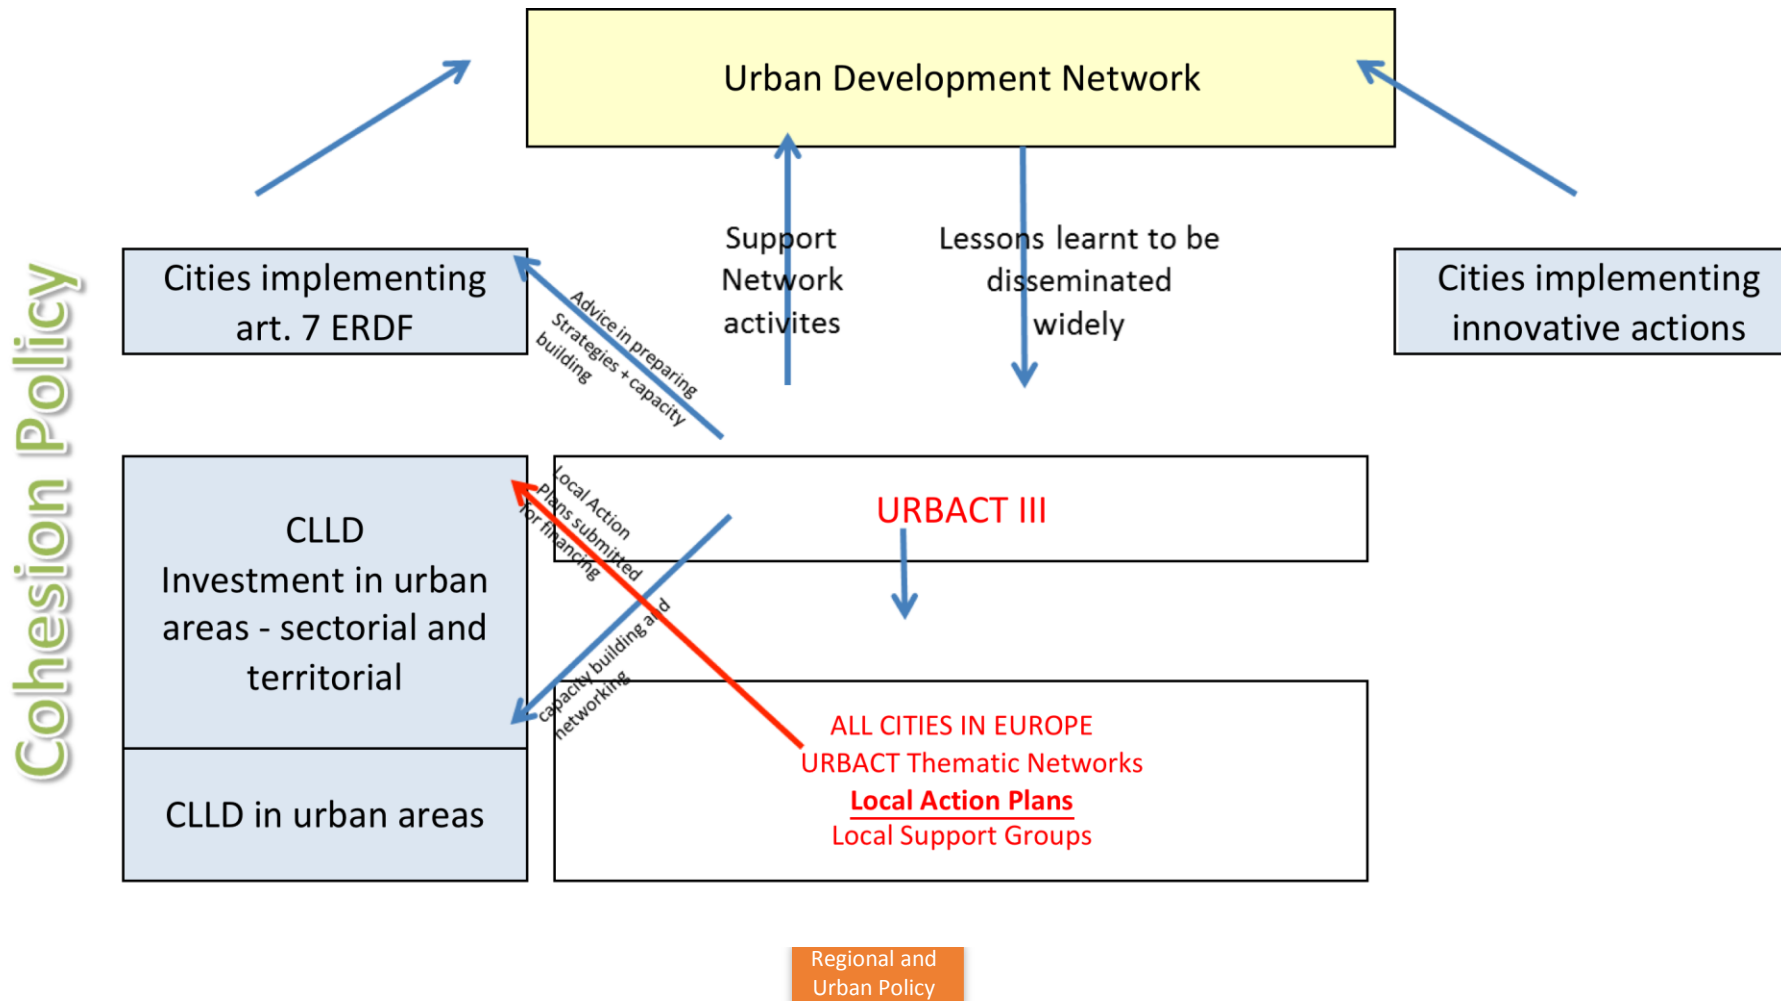 Urban Development Network
Cohesion Policy
Cities implementing
art. 7 ERDF
Advice in preparing
Strategies + capacity
building
Support
Network
activites
Lessons learnt to be
disseminated
widely
Cities implementing
innovative actions
CLLD
Investment in urban
areas - sectorial and
territorial
CLLD in urban areas
Local Action
Plans submitted
for financing
capacity building and
networking
URBACT III
ALL CITIES IN EUROPE
URBACT Thematic Networks
Local Action Plans
Local Support Groups
Regional and
Urban Policy